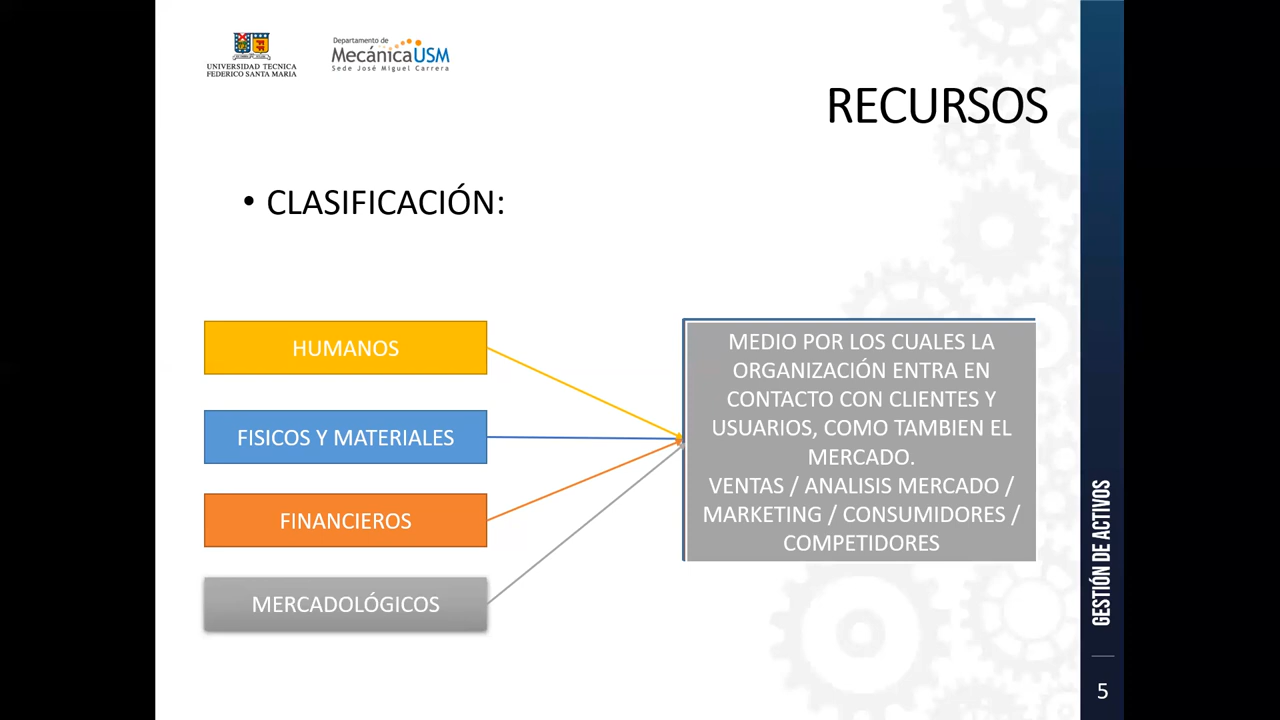 UNIVERSIDAD TECNICA
FEDERICO SANTA MARIA
Departamento de
MecánicaUSM
Sede José Miguel Carrera
RECURSOS
• CLASIFICACIÓN:
HUMANOS
FISICOS Y MATERIALES
FINANCIEROS
MERCADOLÓGICOS
MEDIO POR LOS CUALES LA
ORGANIZACIÓN ENTRA EN
CONTACTO CON CLIENTES Y
USUARIOS, COMO TAMBIEN EL
MERCADO.
VENTAS / ANALISIS MERCADO /
MARKETING / CONSUMIDORES /
COMPETIDORES
GESTIÓN DE ACTIVOS
5